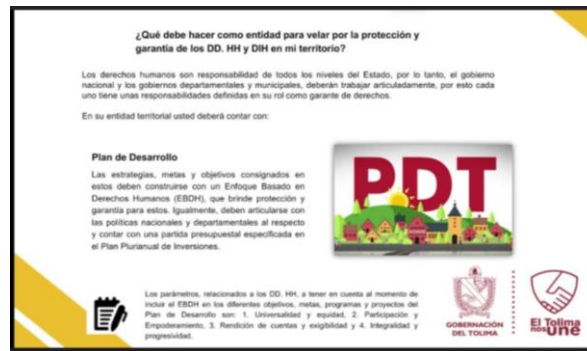 ¿Qué debe hacer como entidad para velar por la protección y
garantía de los DD. HH y DIH en mi territorio?
Los derechos humanos son responsabilidad de todos los niveles del Estado, por lo tanto, el gobierno
nacional y los gobiernos departamentales y municipales, deberán trabajar articuladamente, por esto cada
uno tiene unas responsabilidades definidas en su rol como garante de derechos.
En su entidad territorial usted deberá contar con:
Plan de Desarrollo
Las estrategias, metas y objetivos consignados en
estos deben construirse con un Enfoque Basado en
Derechos Humanos (EBDH), que brinde protección y
garantía para estos. Igualmente, deben articularse con
las políticas nacionales y departamentales al respecto
y contar con una partida presupuestal especificada en
el Plan Plurianual de Inversiones.
PDT
Los parámetros, relacionados a los DD. HH, a tener en cuenta al momento de
incluir el EBDH en los diferentes objetivos, metas, programas y proyectos del
Plan de Desarrollo son: 1. Universalidad y equidad, 2. Participación y
Empoderamiento, 3. Rendición de cuentas y exigibilidad y 4. Integralidad y
progresividad.
GOBERNACIÓN
DEL TOLIMA
El Tolima
nos une